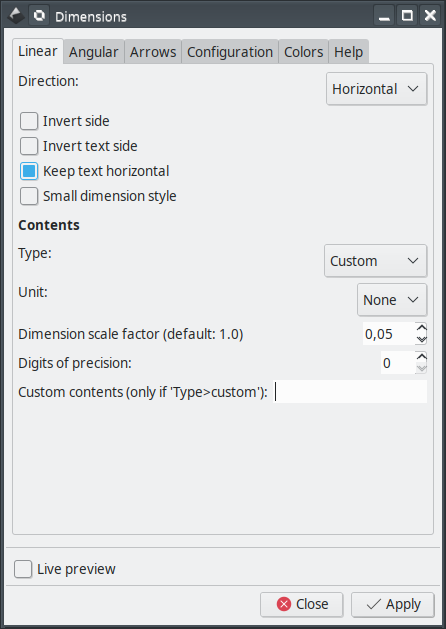 Dimensions
Linear Angular Arrows Configuration Colors Help
Direction: Horizontal
Invert side
Invert text side
Keep text horizontal
Small dimension style
Contents
Type: Custom
Unit: None
Dimension scale factor (default: 1.0) 0,05
Digits of precision: 0
Custom contents (only if 'Type>custom'):
Live preview
Close Apply